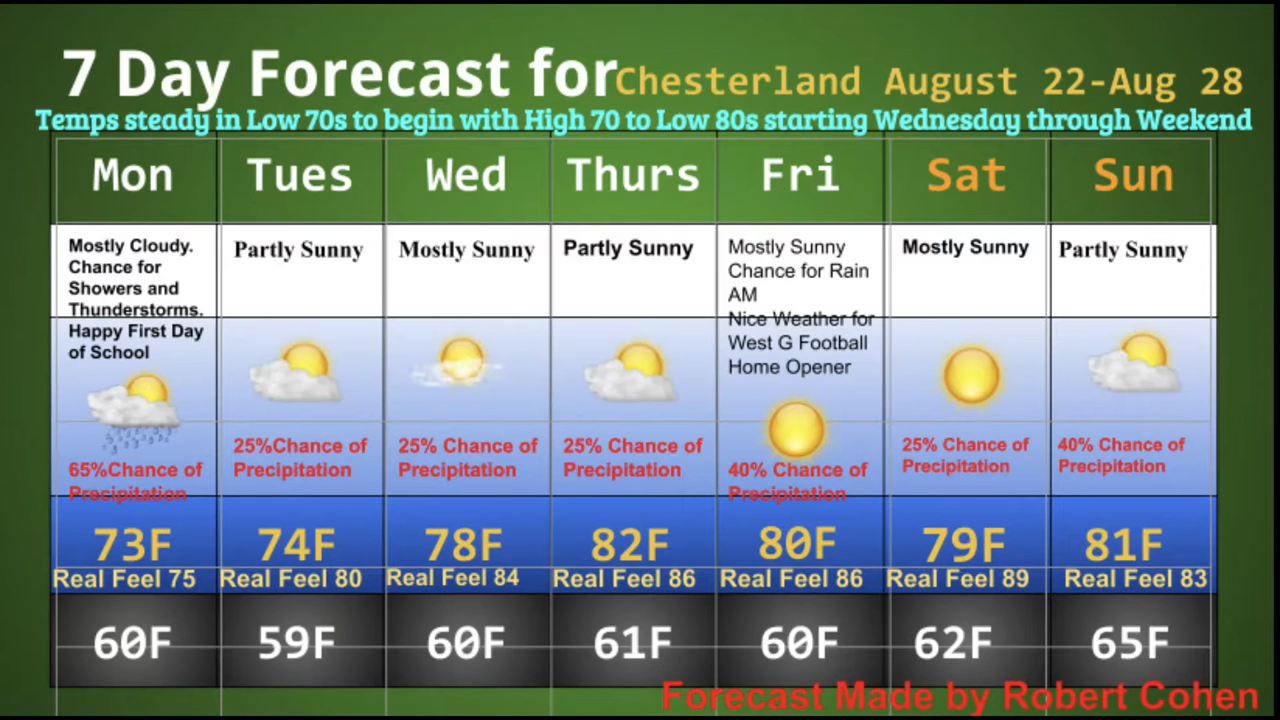 7 Day Forecast for Chesterland August 22-Aug 28
Temps steady in Low 70s to begin with High 70 to Low 80s starting Wednesday through Weekend
Mon Tues Wed Thurs Fri Sat Sun
Mostly Cloudy.
Chance for
Showers and
Thunderstorms.
Happy First Day
of School
Partly Sunny
Mostly Sunny
Partly Sunny
Mostly Sunny
Chance for Rain
AM
Nice Weather for
West G Football
Home Opener
Mostly Sunny
Partly Sunny
65%Chance of
Precipitation
25%Chance of
Precipitation
25% Chance of
Precipitation
25% Chance of
Precipitation
40% Chance of
Precipitation
25% Chance of
Precipitation
40% Chance of
Precipitation
73F 74F 78F 82F 80F 79F 81F
Real Feel 75 Real Feel 80 Real Feel 84 Real Feel 86 Real Feel 86 Real Feel 89 Real Feel 83
60F 59F 60F 61F 60F 62F 65F
Forecast Made by Robert Cohen